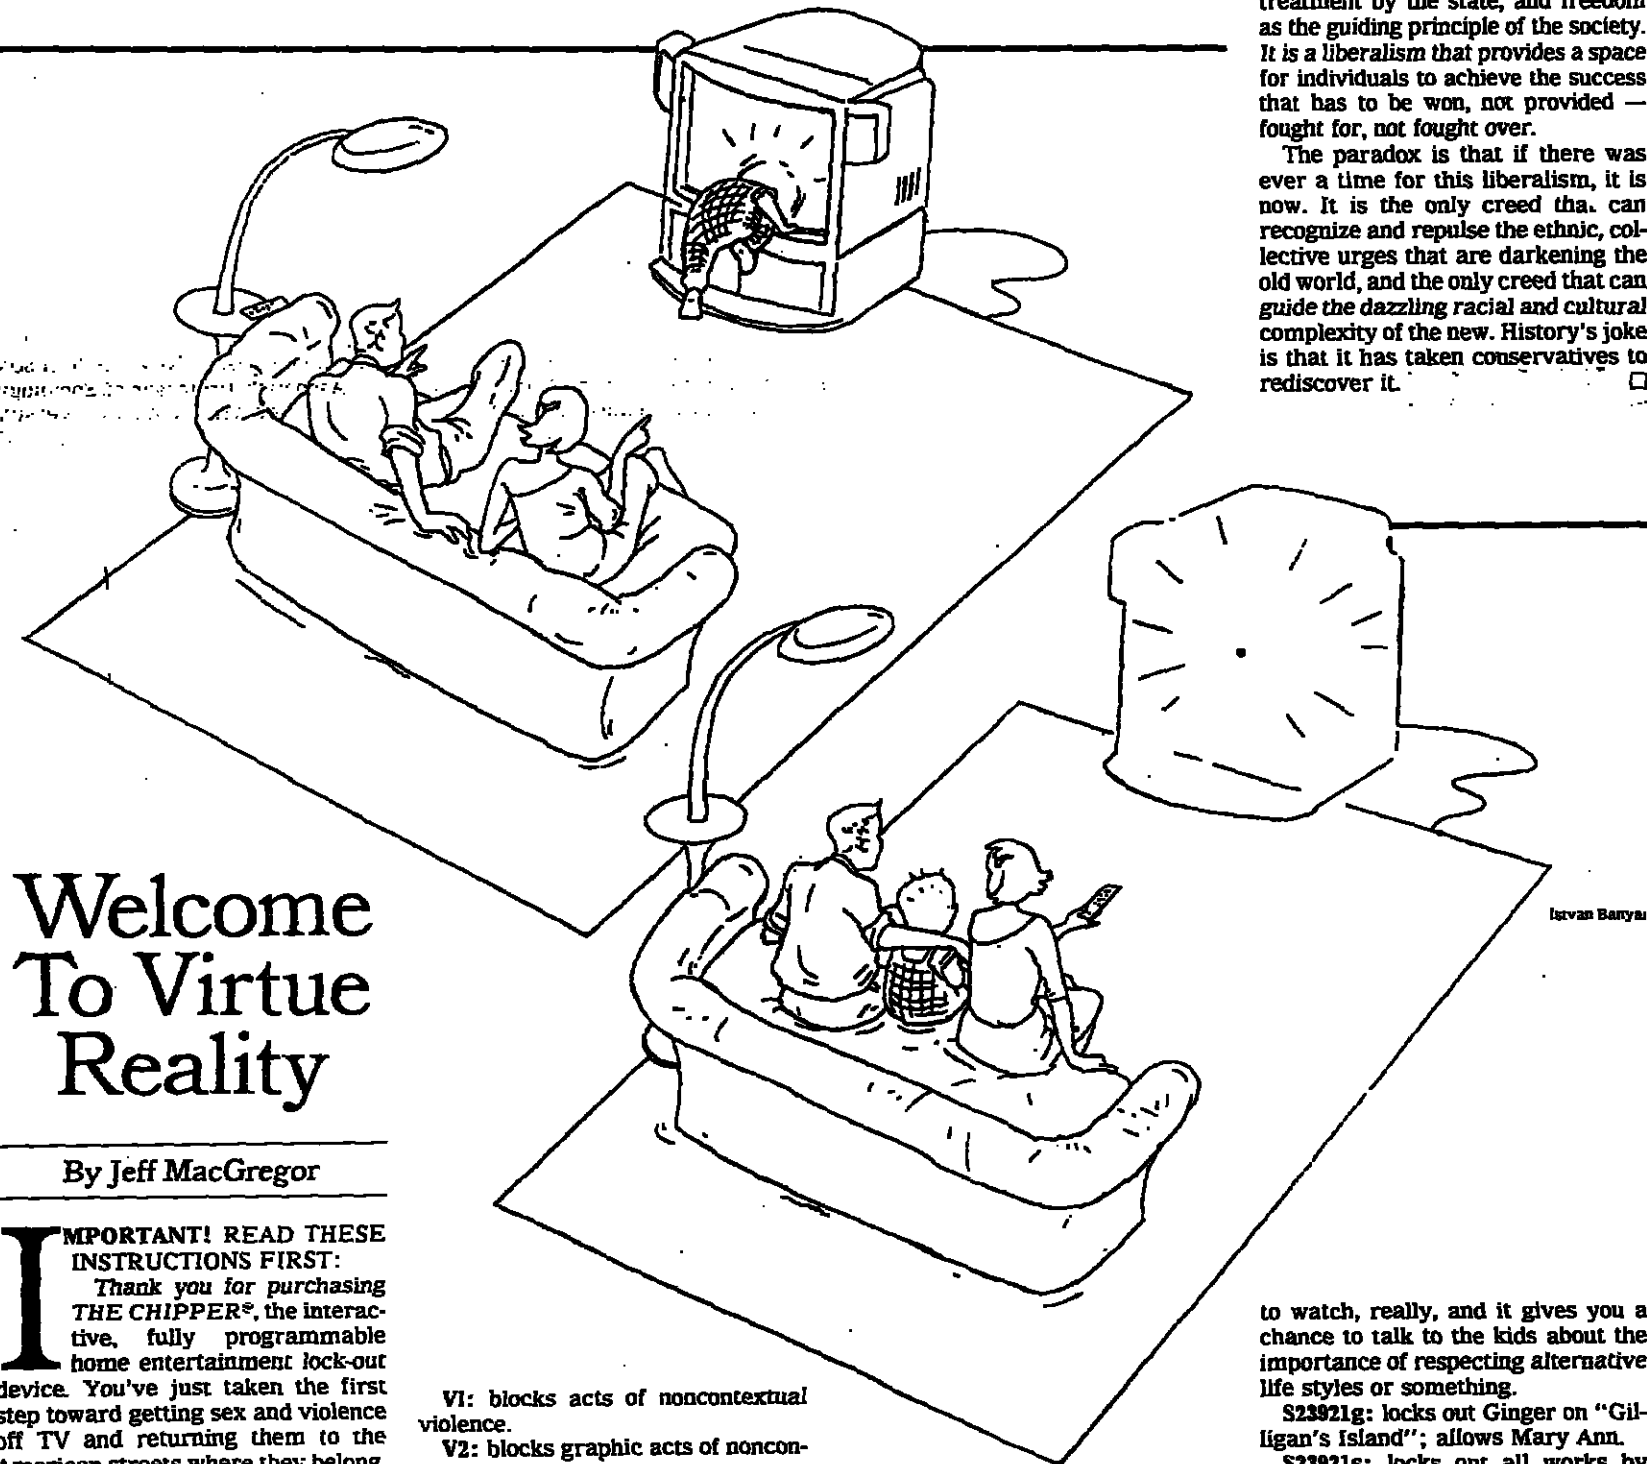 as the guiding principle of the society.
It is a liberalism that provides a space
for individuals to achieve the success
that has to be won, not provided —
fought for, not fought over.
The paradox is that if there was
ever a time for this liberalism, it is
now. It is the only creed that can
recognize and repulse the ethnic, col-
lective urges that are darkening the
old world, and the only creed that can
guide the dazzling racial and cultural
complexity of the new. History's joke
is that it has taken conservatives to
rediscover it. □
Istvan Banyai
Welcome
To Virtue
Reality
By Jeff MacGregor
IMPORTANT! READ THESE
INSTRUCTIONS FIRST:
Thank you for purchasing
THE CHIPPER®, the interac-
tive, fully programmable
home entertainment lock-out
device. You've just taken the first
step toward getting sex and violence
off TV and returning them to the
American streets where they belong.
V1: blocks acts of noncontextual
violence.
V2: blocks graphic acts of noncon-
to watch, really, and it gives you a
chance to talk to the kids about the
importance of respecting alternative
life styles or something.
S23921g: locks out Ginger on "Gil-
ligan's Island"; allows Mary Ann.
S23921s: locks out all works by